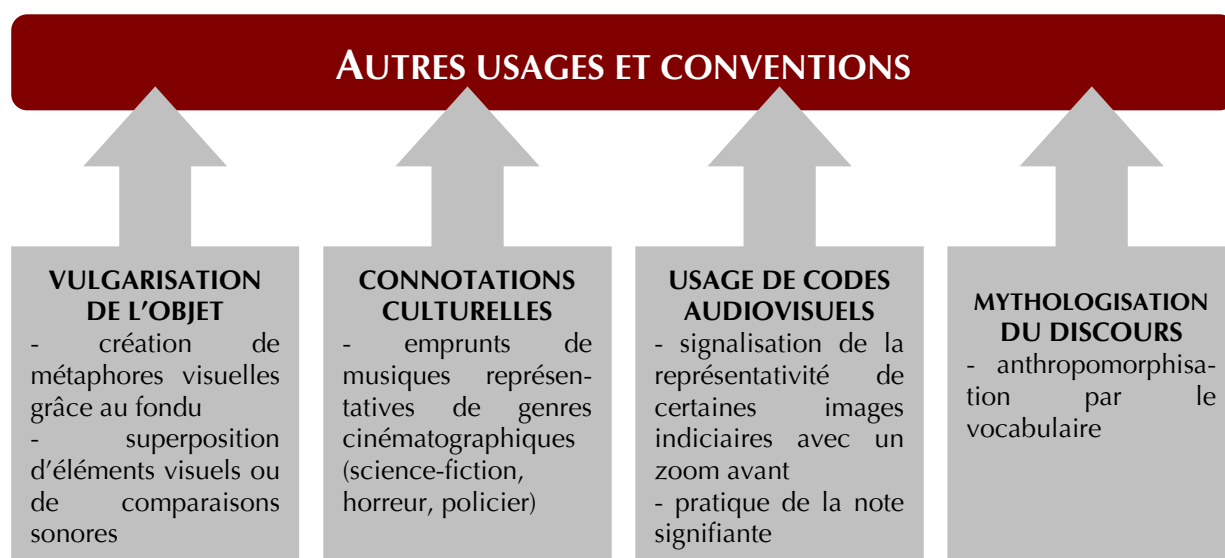 AUTRES USAGES ET CONVENTIONS
VULGARISATION
DE L'OBJET
- création de
métaphores visuelles
grâce au fondu
- superposition
d'éléments visuels ou
de comparaisons
sonores
CONNOTATIONS
CULTURELLES
- emprunts de
musiques représen-
tatives de genres
cinématographiques
(science-fiction,
horreur, policier)
USAGE DE CODES
AUDIOVISUELS
- signalisation de la
représentativité de
certaines images
indiciaires avec un
zoom avant
- pratique de la note
signifiante
MYTHOLOGISATION
DU DISCOURS
- anthropomorphisa-
tion par le
vocabulaire